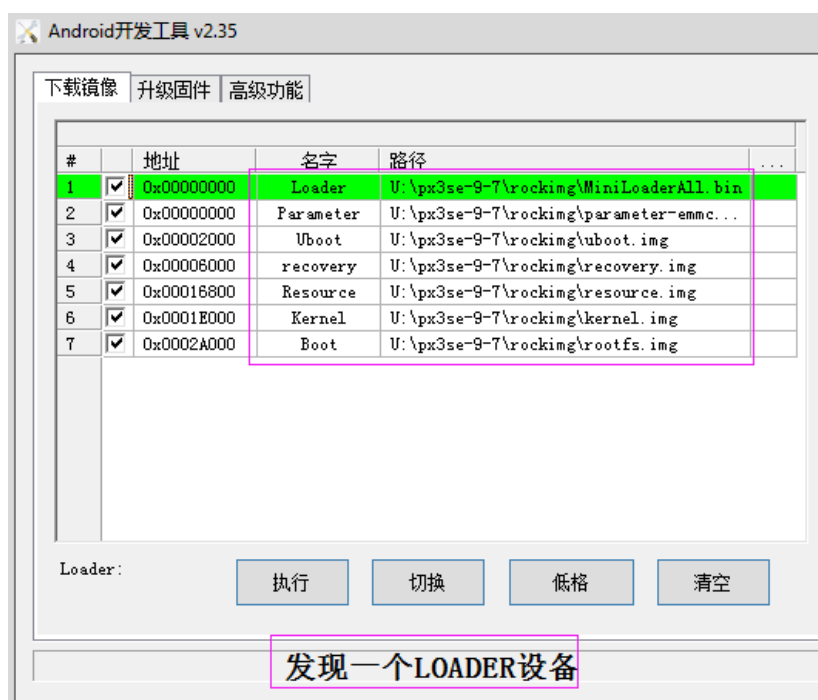 Android开发工具 v2.35
下载镜像 升级固件 高级功能
# 地址 名字 路径 ...
1 0x00000000 Loader U:\px3se-9-7\rockimg\MiniLoaderAll.bin
2 0x00000000 Parameter U:\px3se-9-7\rockimg\parameter-emmc...
3 0x00002000 Uboot U:\px3se-9-7\rockimg\uboot.img
4 0x00006000 recovery U:\px3se-9-7\rockimg\recovery.img
5 0x00016800 Resource U:\px3se-9-7\rockimg\resource.img
6 0x0001E000 Kernel U:\px3se-9-7\rockimg\kernel.img
7 0x0002A000 Boot U:\px3se-9-7\rockimg\rootfs.img
Loader: 执行 切换 低格 清空
发现一个LOADER设备